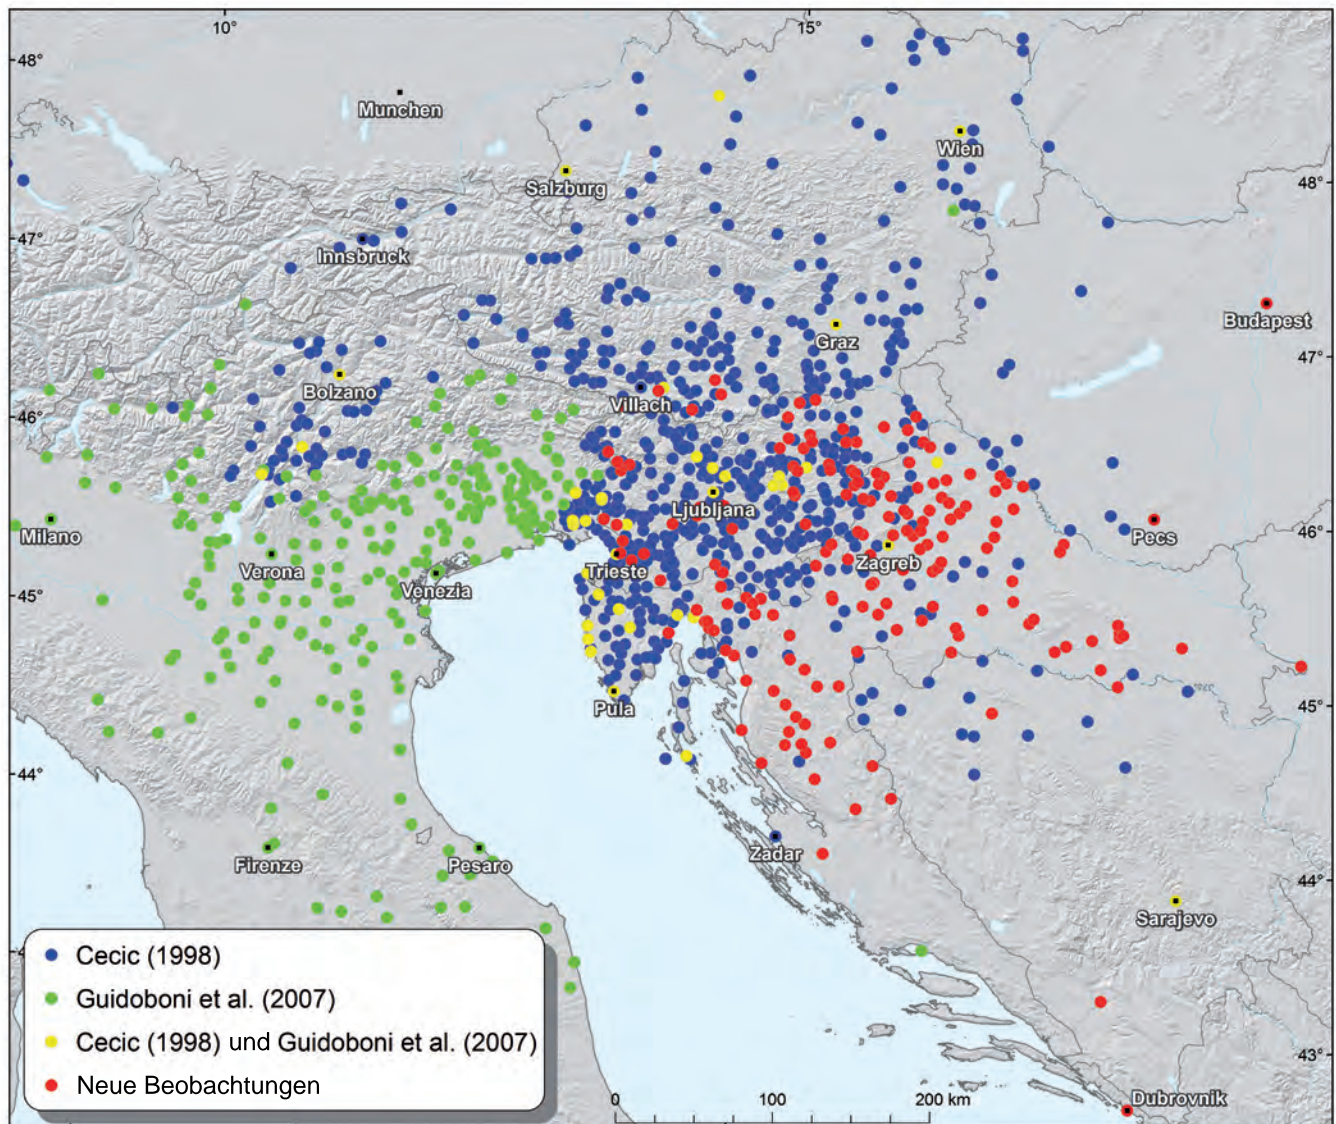 10°
15°
48°
Munchen
Wien
Salzburg
48°
47°
Innsbruck
Budapest
Graz
47°
Bolzano
Villach
46°
Ljubljana
Milano
Pecs
46°
Zagreb
Verona
Trieste
Venezia
45°
Pula
45°
44°
Zadar
Firenze
Pesaro
44°
Sarajevo
Cecic (1998)
Guidoboni et al. (2007)
Cecic (1998) und Guidoboni et al. (2007)
43°
Neue Beobachtungen
0 100 200 km
Dubrovnik